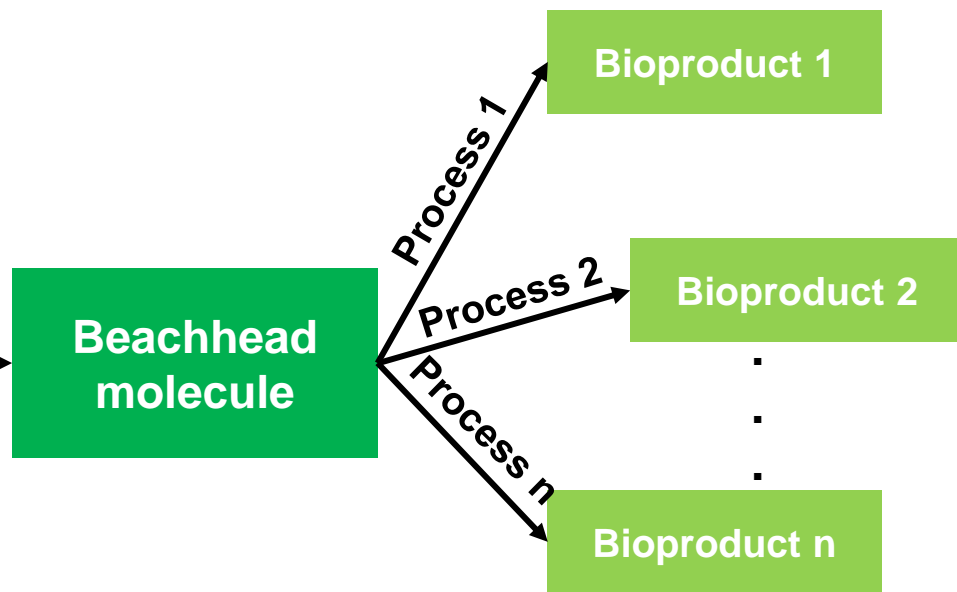 Bioproduct 1
Process 1
Process 2
Bioproduct 2
Beachhead
molecule
Process n
.
.
.
Bioproduct n